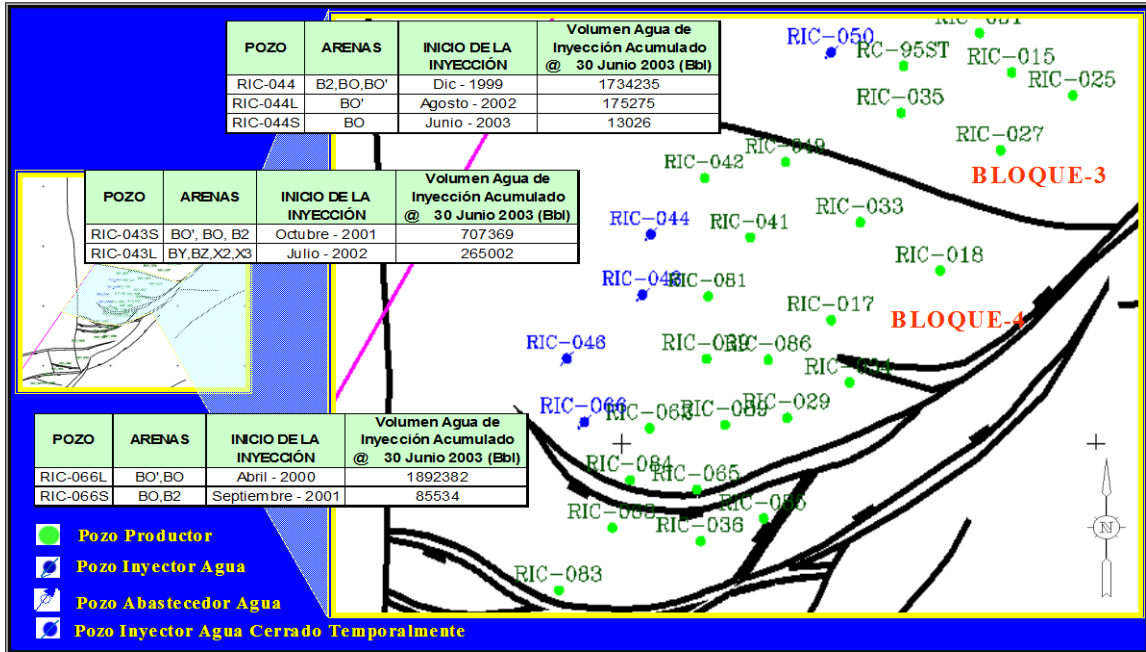 POZO ARENAS INICIO DE LA INYECCIÓN Volumen Agua de Inyección Acumulado @ 30 Junio 2003 (Bbl)
RIC-044 B2,BO,BO' Dic - 1999 1734235
RIC-044L BO' Agosto - 2002 175275
RIC-044S BO Junio - 2003 13026
POZO ARENAS INICIO DE LA INYECCIÓN Volumen Agua de Inyección Acumulado @ 30 Junio 2003 (Bbl)
RIC-043S BO', BO, B2 Octubre - 2001 707369
RIC-043L BY,BZ,X2,X3 Julio - 2002 265002
POZO ARENAS INICIO DE LA INYECCIÓN Volumen Agua de Inyección Acumulado @ 30 Junio 2003 (Bbl)
RIC-066L BO',BO Abril - 2000 1892382
RIC-066S BO,B2 Septiembre - 2001 85534
Pozo Productor
Pozo Inyector Agua
Pozo Abastecedor Agua
Pozo Inyector Agua Cerrado Temporalmente
RIC-050
RC-95ST
RIC-015
RIC-025
RIC-035
RIC-027
RIC-042
BLOQUE-3
RIC-044
RIC-041
RIC-033
RIC-018
RIC-081
RIC-017
BLOQUE-4
RIC-046
RIC-086
RIC-066
RIC-029
RIC-084
RIC-065
RIC-036
RIC-083
N